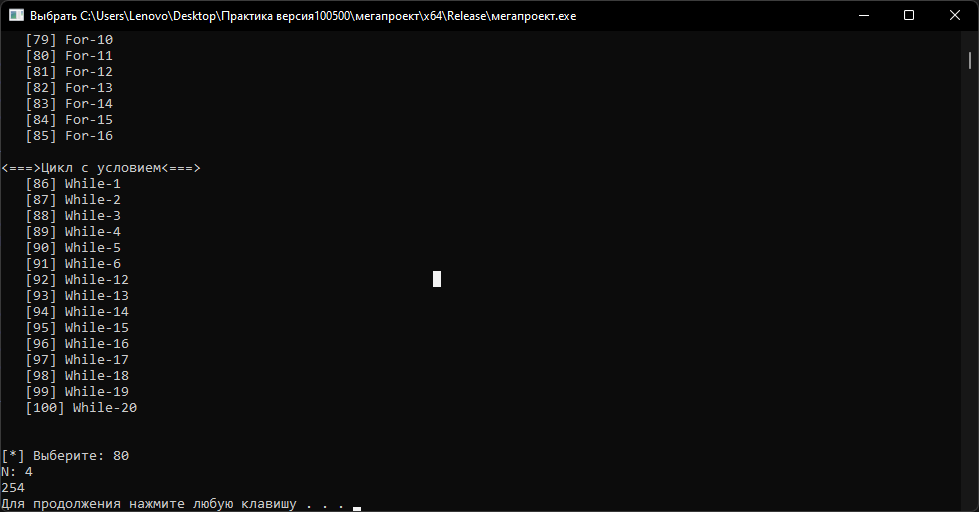 Выбрать C:\Users\Lenovo\Desktop\Практика версия100500\мегапроект\x64\Release\мегапроект.exe
[79] For-10
[80] For-11
[81] For-12
[82] For-13
[83] For-14
[84] For-15
[85] For-16
<===>Цикл с условием<===>
[86] While-1
[87] While-2
[88] While-3
[89] While-4
[90] While-5
[91] While-6
[92] While-12
[93] While-13
[94] While-14
[95] While-15
[96] While-16
[97] While-17
[98] While-18
[99] While-19
[100] While-20
[*] Выберите: 80
N: 4
254
Для продолжения нажмите любую клавишу . . .